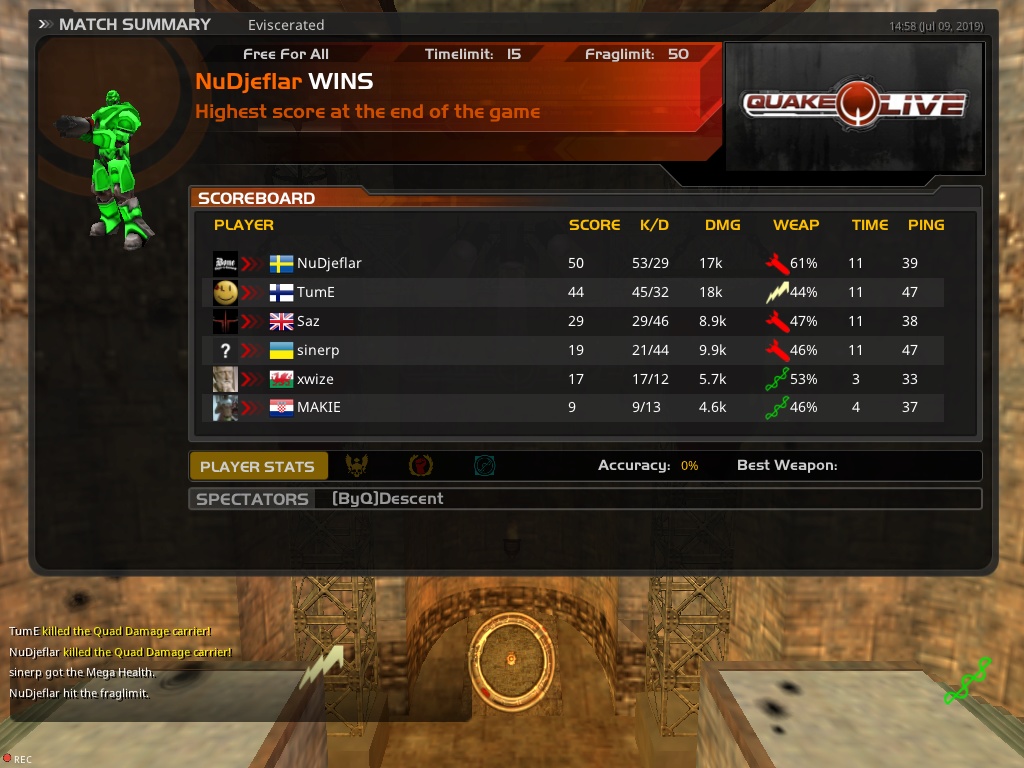 MATCH SUMMARY Eviscerated 14:58 (Jul 09, 2019)
Free For All Timelimit: 15 Fraglimit: 50
NuDjeflar WINS
Highest score at the end of the game
QUAKE LIVE
SCOREBOARD
PLAYER SCORE K/D DMG WEAP TIME PING
NuDjeflar 50 53/29 17k 61% 11 39
TumE 44 45/32 18k 44% 11 47
Saz 29 29/46 8.9k 47% 11 38
? sinerp 19 21/44 9.9k 46% 11 47
xwize 17 17/12 5.7k 53% 3 33
MAKIE 9 9/13 4.6k 46% 4 37
PLAYER STATS Accuracy: 0% Best Weapon:
SPECTATORS [ByQ]Descent
TumE killed the Quad Damage carrier!
NuDjeflar killed the Quad Damage carrier!
sinerp got the Mega Health.
NuDjeflar hit the fraglimit.
REC